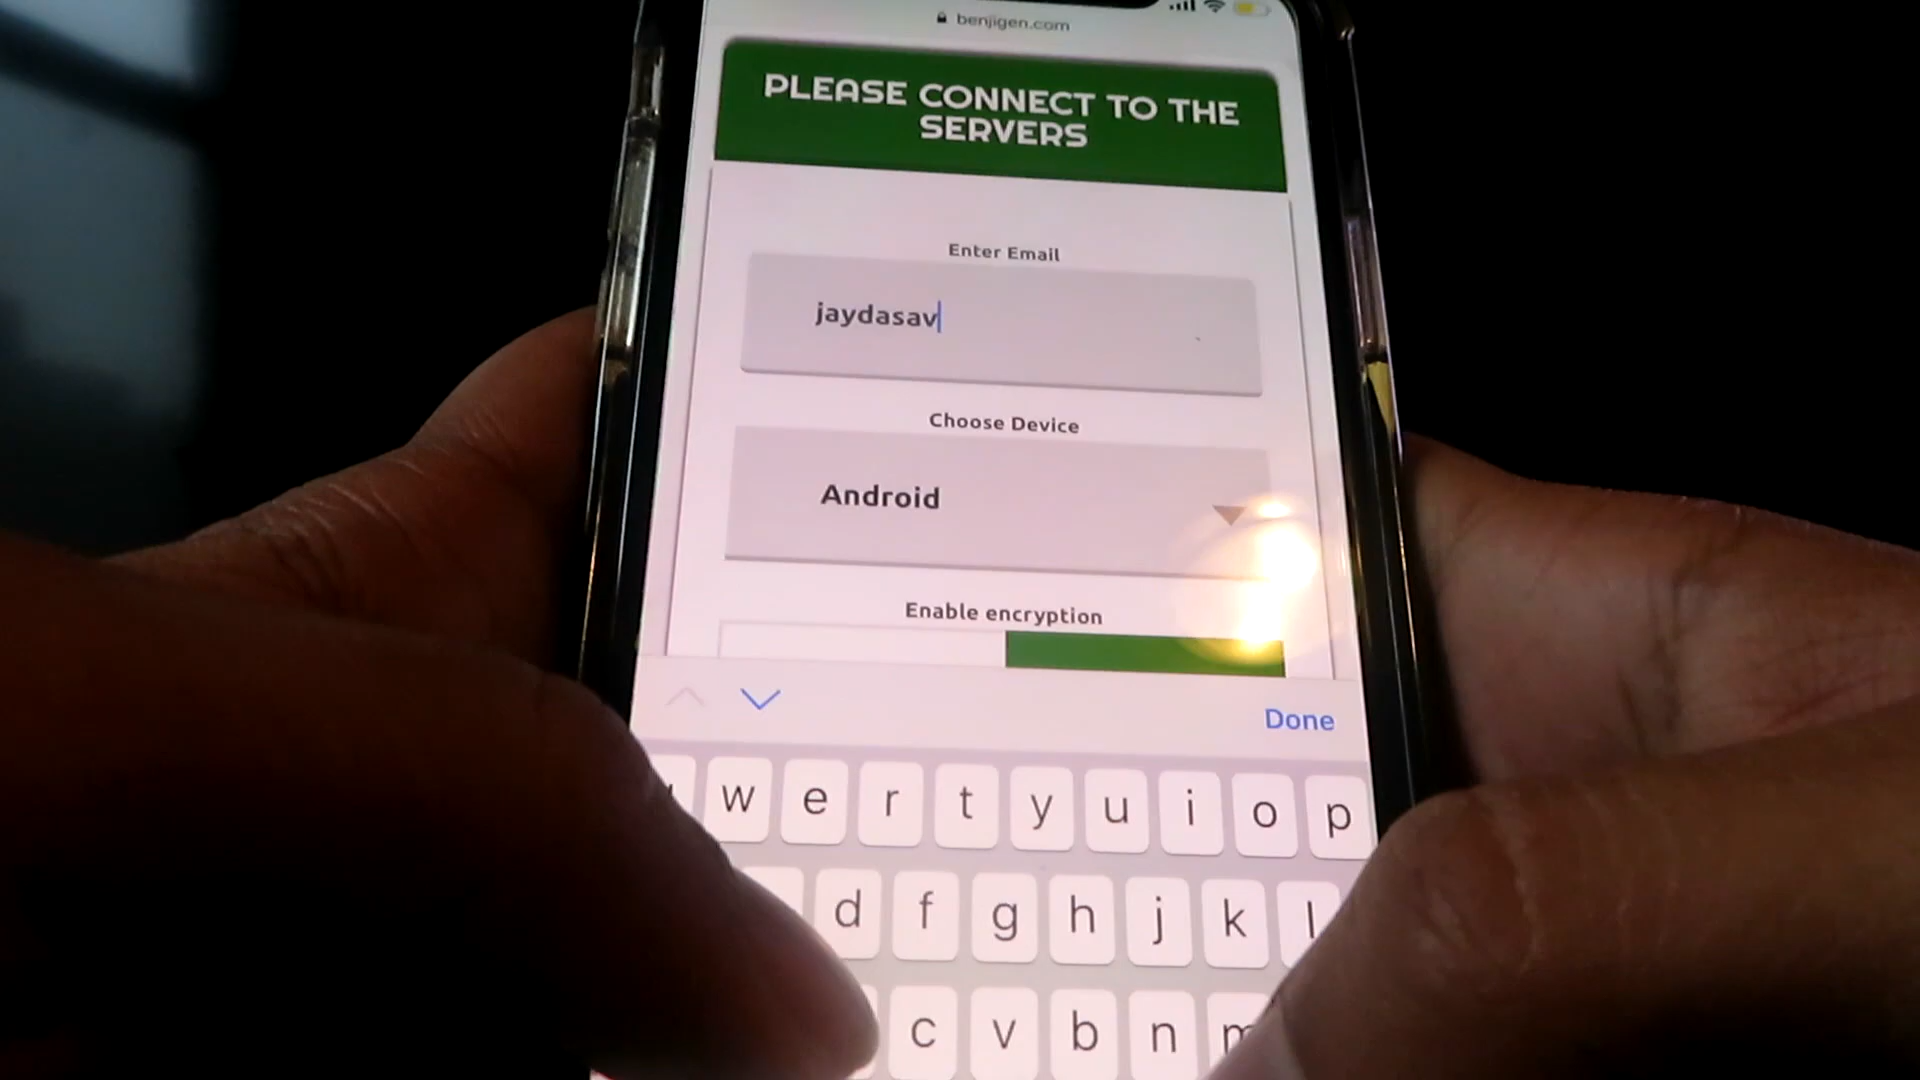 benjigen.com
PLEASE CONNECT TO THE
SERVERS
Enter Email
jaydasav
Choose Device
Android
Enable encryption
Done
w e r t y u i o p
d f g h j k l
c v b n m